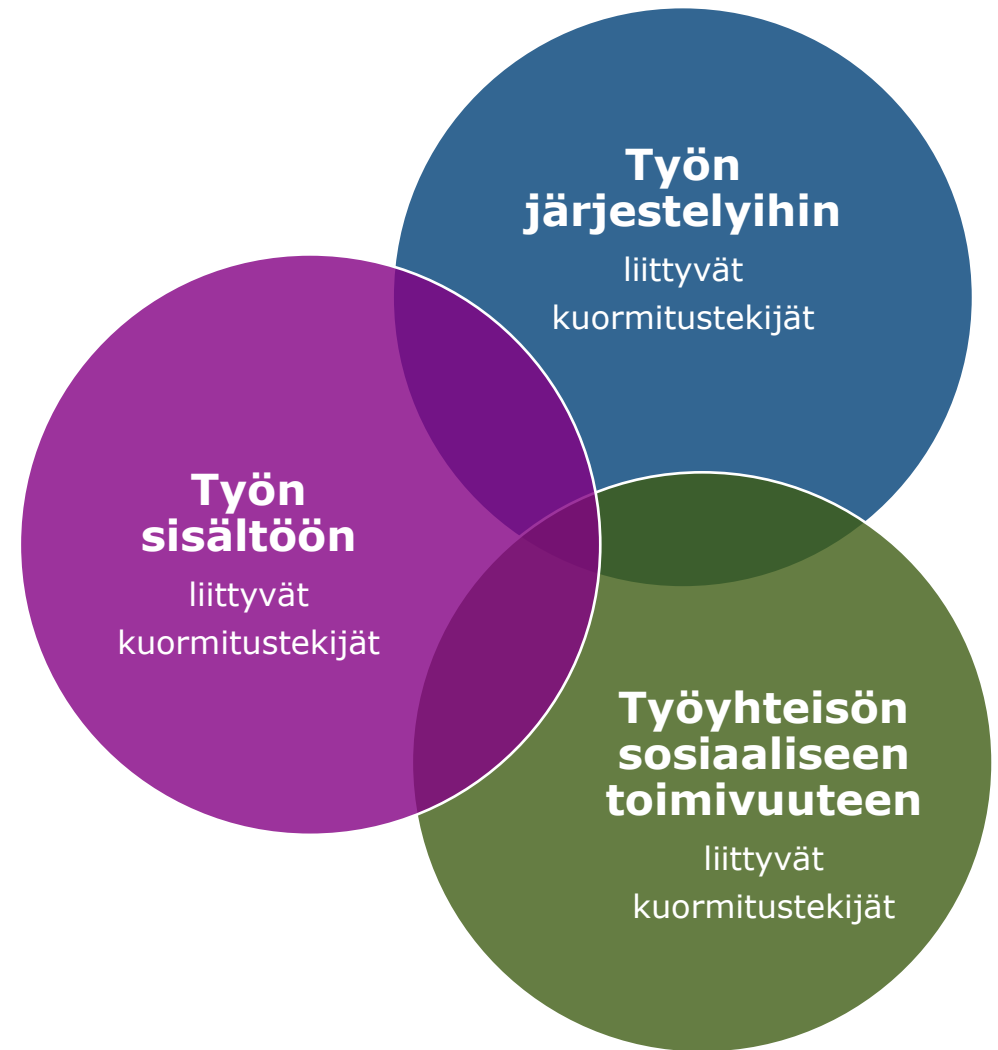 Työn
järjestelyihin
liittyvät
kuormitustekijät
Työn
sisältöön
liittyvät
kuormitustekijät
Työyhteisön
sosiaaliseen
toimivuuteen
liittyvät
kuormitustekijät